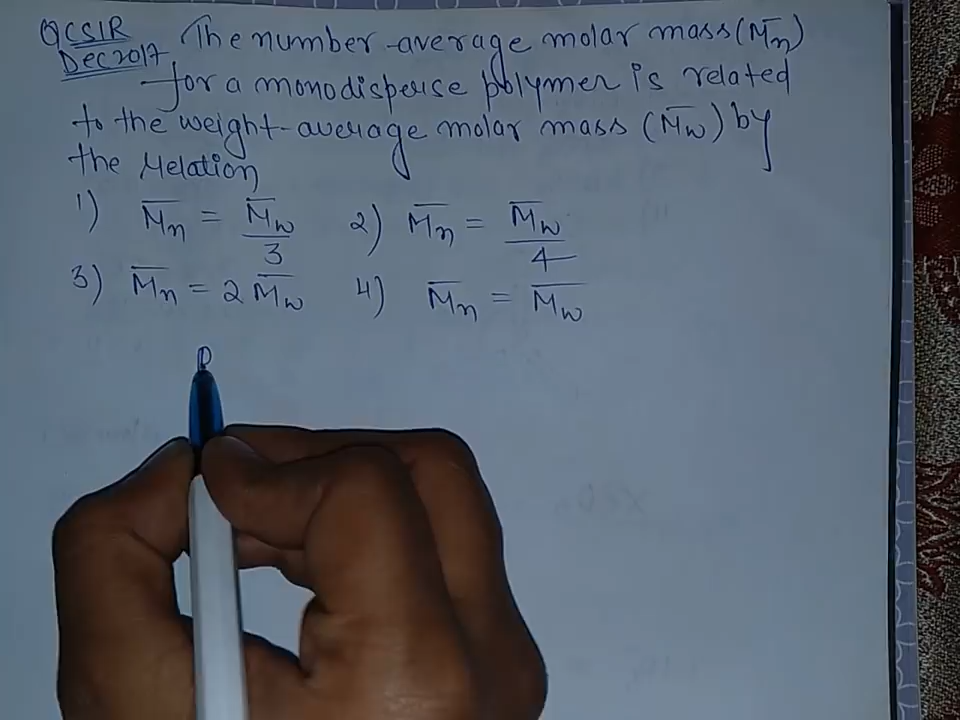 Q CSIR Dec 2017 The number-average molar mass (M̄n)
for a monodisperse polymer is related
to the weight-average molar mass (M̄w) by
the relation
1) M̄n = M̄w/3 2) M̄n = M̄w/4
3) M̄n = 2 M̄w 4) M̄n = M̄w
P